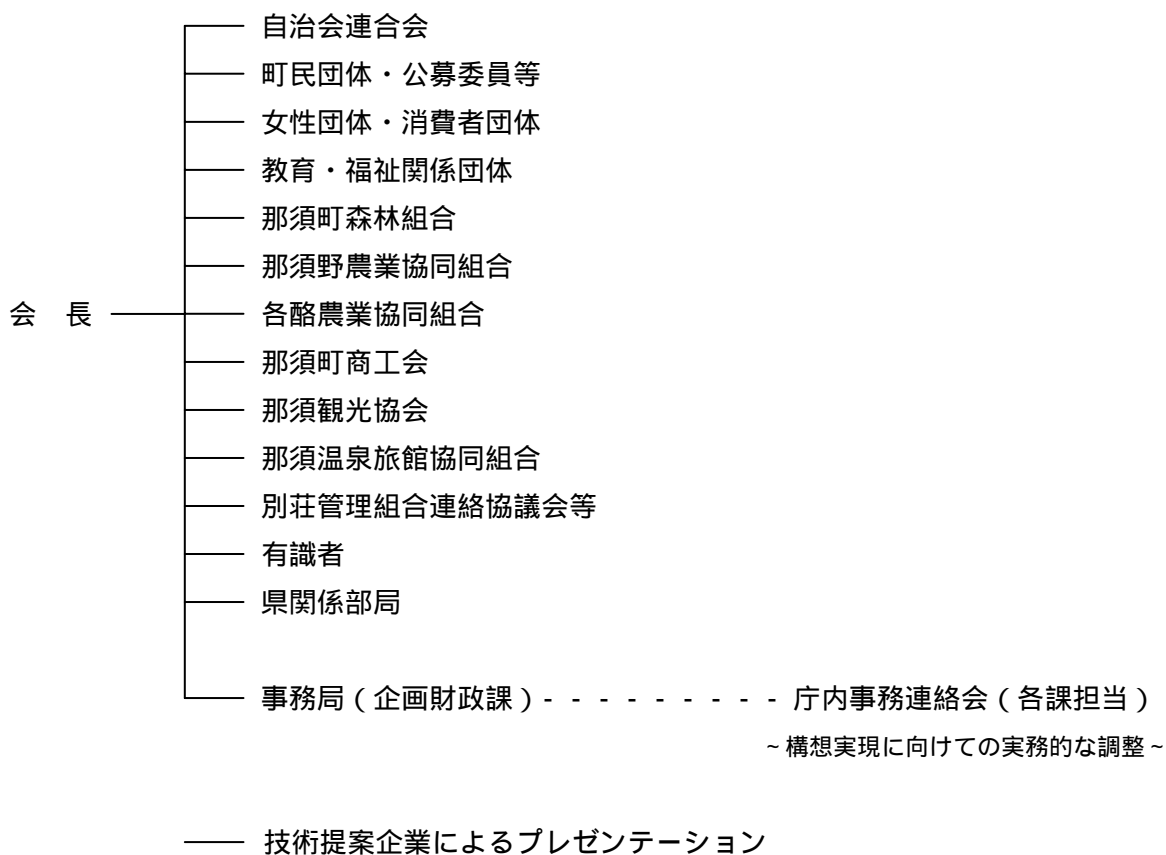 自治会連合会
町民団体・公募委員等
女性団体・消費者団体
教育・福祉関係団体
那須町森林組合
那須野農業協同組合
会　長
各酪農業協同組合
那須町商工会
那須観光協会
那須温泉旅館協同組合
別荘管理組合連絡協議会等
有識者
県関係部局
事務局（企画財政課）- - - - - - - - - 庁内事務連絡会（各課担当）
~構想実現に向けての実務的な調整~
技術提案企業によるプレゼンテーション